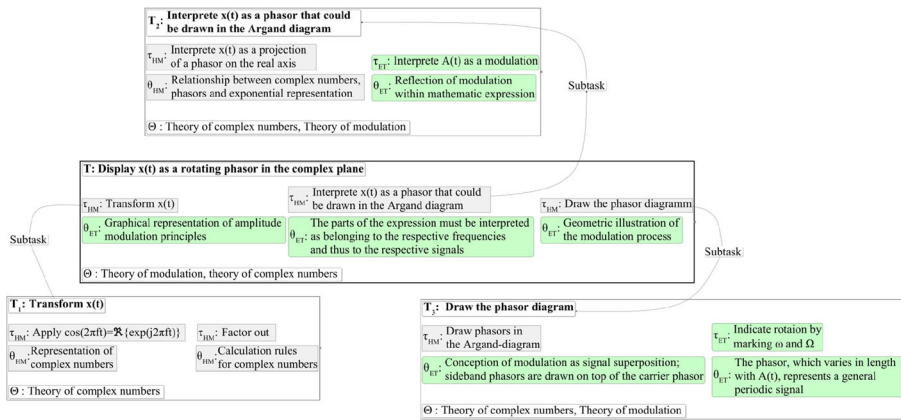 T₂: Interprete x(t) as a phasor that could
be drawn in the Argand diagram
τHM: Interprete x(t) as a projection
of a phasor on the real axis
τET: Interprete A(t) as a modulation
θHM: Relationship between complex numbers,
phasors and exponential representation
θET: Reflection of modulation
within mathematic expression
Θ : Theory of complex numbers, Theory of modulation
Subtask
T: Display x(t) as a rotating phasor in the complex plane
τHM: Transform x(t)
τHM: Interprete x(t) as a phasor that could
be drawn in the Argand diagram
τHM: Draw the phasor diagramm
θET: Graphical representation of amplitude
modulation principles
θET: The parts of the expression must be interpreted
as belonging to the respective frequencies
and thus to the respective signals
θET: Geometric illustration of
the modulation process
Θ : Theory of modulation, theory of complex numbers
Subtask
Subtask
T₁: Transform x(t)
τHM: Apply cos(2πft)=ℜ{exp(j2πft)}
τHM: Factor out
θHM: Representation of
complex numbers
θHM: Calculation rules
for complex numbers
Θ : Theory of complex numbers
T₃: Draw the phasor diagram
τHM: Draw phasors in
the Argand-diagram
τET: Indicate rotaion by
marking ω and Ω
θET: Conception of modulation as signal superposition;
sideband phasors are drawn on top of the carrier phasor
θET: The phasor, which varies in length
with A(t), represents a general
periodic signal
Θ : Theory of complex numbers, Theory of modulation